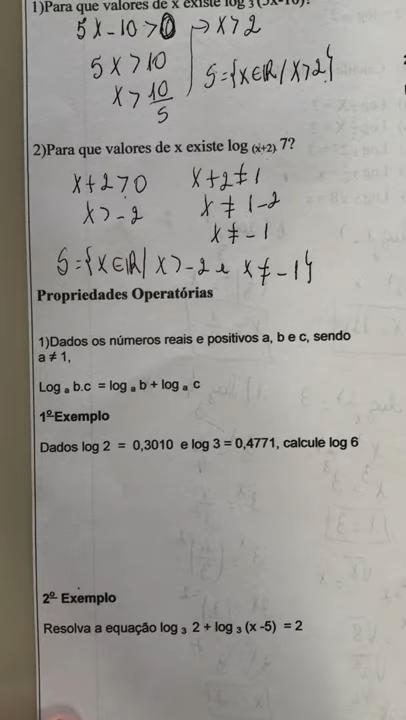 1)Para que valores de x existe log 3 (5x-10)?
5x-10>0 → x>2
5x>10
x>10/5
S={x∈R/x>2}
2)Para que valores de x existe log (x+2) 7?
x+2>0 x+2≠1
x>-2 x≠1-2
x≠-1
S={x∈R/x>-2 e x≠-1}
Propriedades Operatórias
1)Dados os números reais e positivos a, b e c, sendo
a ≠ 1,
Log a b.c = log a b + log a c
1º Exemplo
Dados log 2 = 0,3010 e log 3 = 0,4771, calcule log 6
2º Exemplo
Resolva a equação log 3 2 + log 3 (x -5) = 2